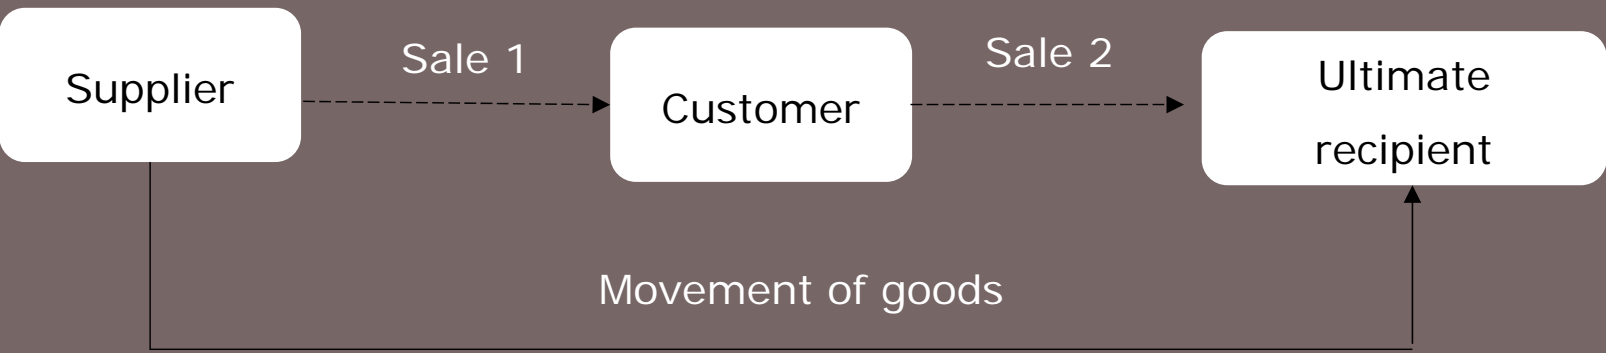 Supplier
Sale 1
Customer
Sale 2
Ultimate
recipient
Movement of goods